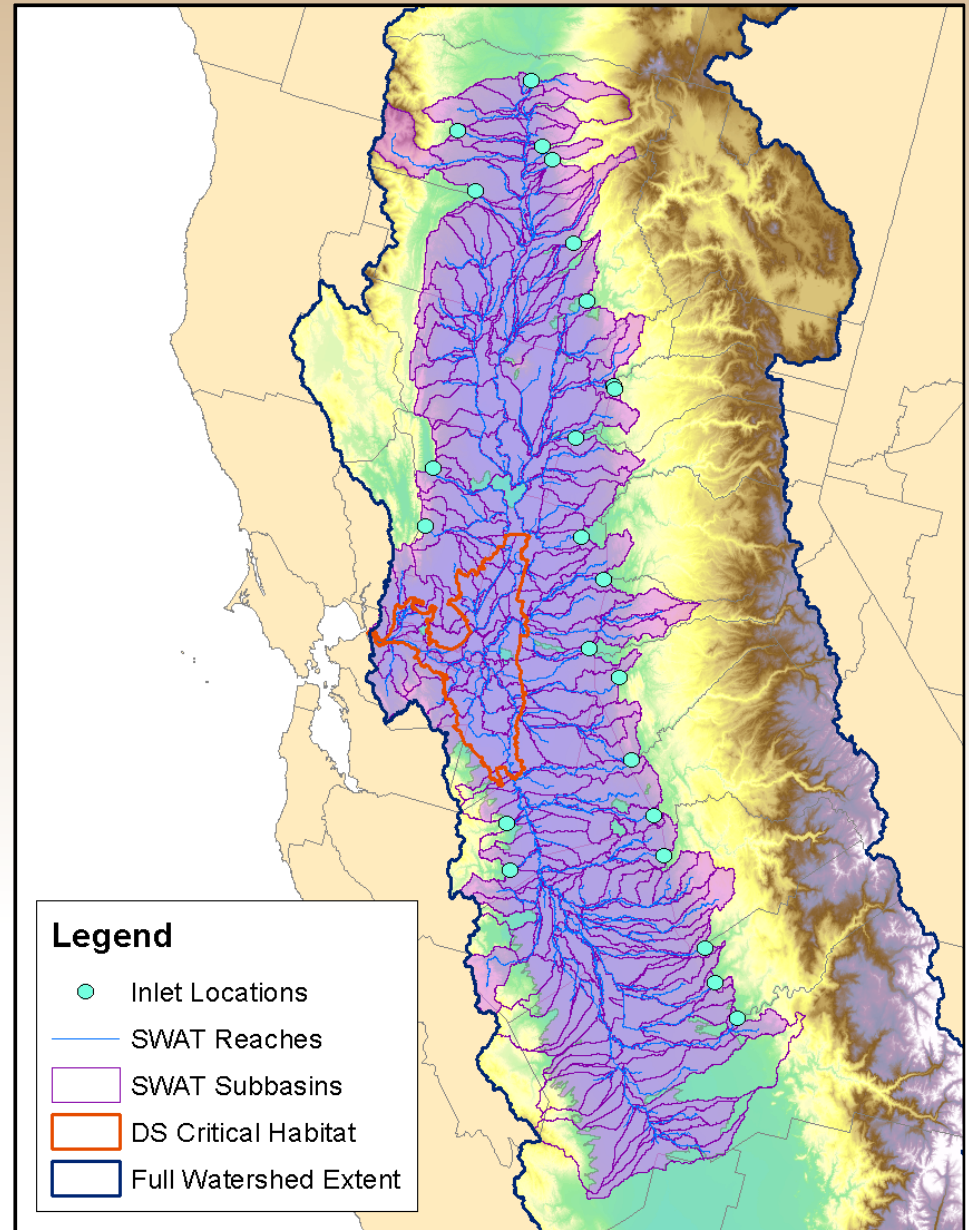 Legend
Inlet Locations
SWAT Reaches
SWAT Subbasins
DS Critical Habitat
Full Watershed Extent